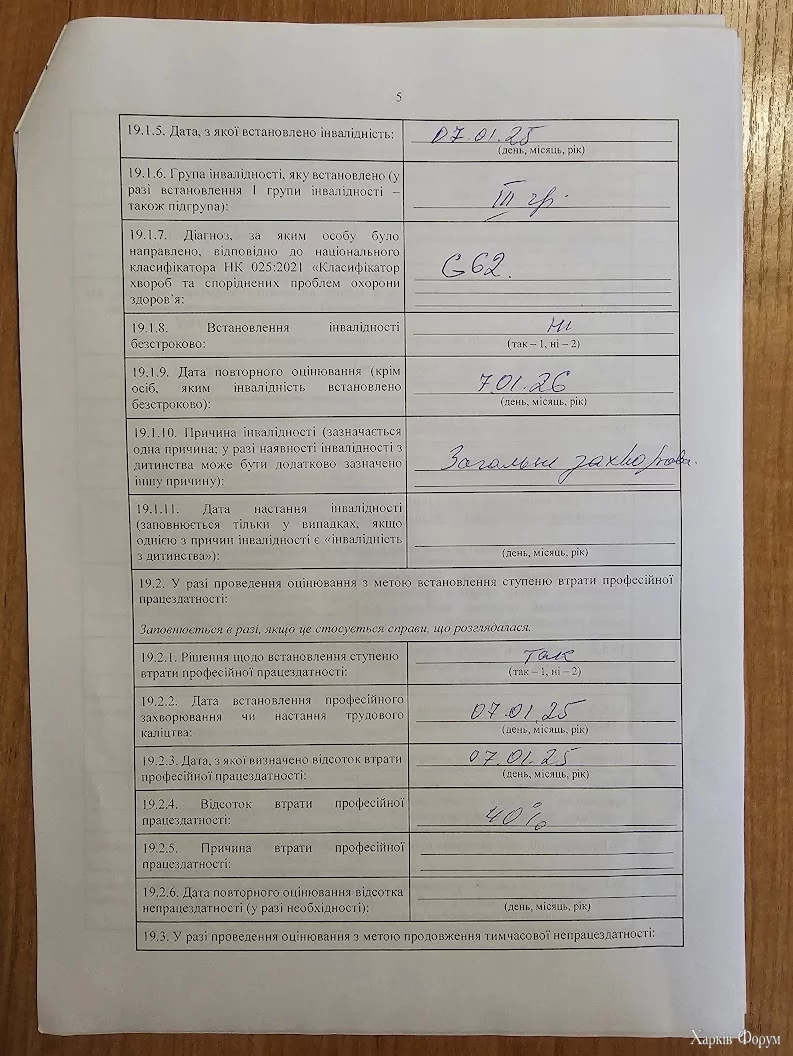 5
19.1.5. Дата, з якої встановлено інвалідність:
07.01.25
(день, місяць, рік)
19.1.6. Група інвалідності, яку встановлено (у
разі встановлення І групи інвалідності –
також підгрупа):
III гр.
19.1.7. Діагноз, за яким особу було
направлено, відповідно до національного
класифікатора НК 025:2021 «Класифікатор
хвороб та споріднених проблем охорони
здоров’я:
G62.
19.1.8. Встановлення інвалідності
безстроково:
ні
(так – 1, ні – 2)
19.1.9. Дата повторного оцінювання (крім
осіб, яким інвалідність встановлено
безстроково):
7 01.26
(день, місяць, рік)
19.1.10. Причина інвалідності (зазначається
одна причина; у разі наявності інвалідності з
дитинства може бути додатково зазначено
іншу причину):
Загальне захворюва.
19.1.11. Дата настання інвалідності
(заповнюється тільки у випадках, якщо
однією з причин інвалідності є «інвалідність
з дитинства»):
(день, місяць, рік)
19.2. У разі проведення оцінювання з метою встановлення ступеню втрати професійної
працездатності:
Заповнюється в разі, якщо це стосується справи, що розглядалася.
19.2.1. Рішення щодо встановлення ступеню
втрати професійної працездатності:
так
(так – 1, ні – 2)
19.2.2. Дата встановлення професійного
захворювання чи настання трудового
каліцтва:
07.01.25
(день, місяць, рік)
19.2.3. Дата, з якої визначено відсоток втрати
професійної працездатності:
07.01.25
(день, місяць, рік)
19.2.4. Відсоток втрати професійної
працездатності:
40%
19.2.5. Причина втрати професійної
працездатності:
19.2.6. Дата повторного оцінювання відсотка
непрацездатності (у разі необхідності):
(день, місяць, рік)
19.3. У разі проведення оцінювання з метою продовження тимчасової непрацездатності:
Харків Форум